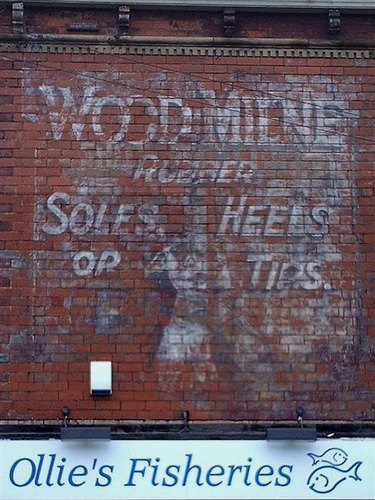 WOOD-MILNE
RUBBER
SOLES. HEELS
OR TIPS.
Ollie's Fisheries